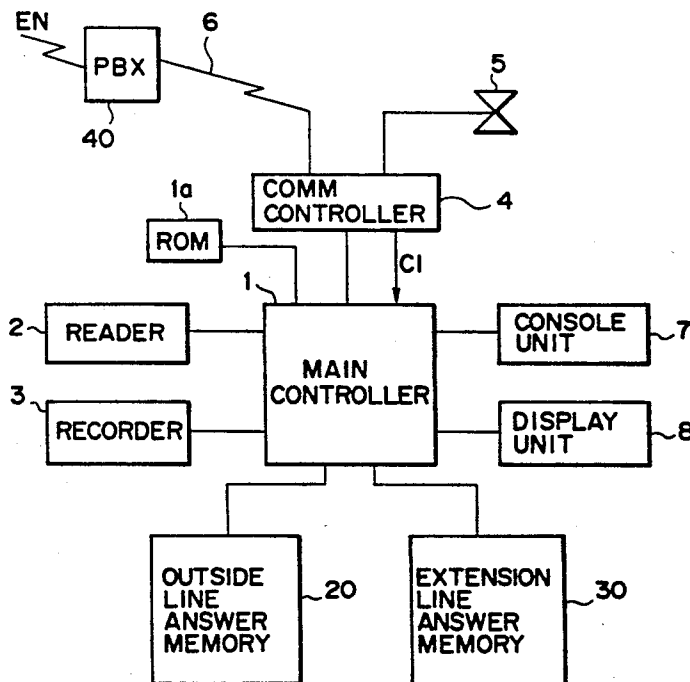 EN
6
PBX
5
40
1a
COMM
CONTROLLER
4
ROM
CI
1
2
READER
CONSOLE
UNIT
7
MAIN
CONTROLLER
3
RECORDER
DISPLAY
UNIT
8
OUTSIDE
LINE
ANSWER
MEMORY
20
EXTENSION
LINE
ANSWER
MEMORY
30